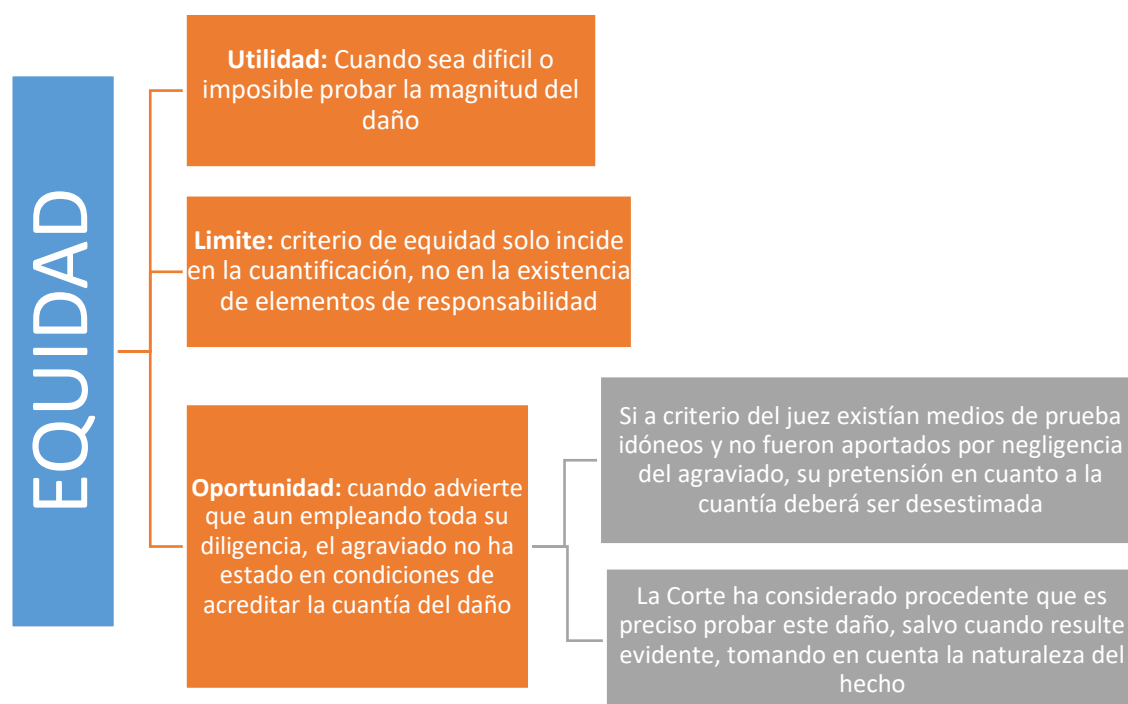 EQUIDAD
Utilidad: Cuando sea dificil o
imposible probar la magnitud del
daño
Limite: criterio de equidad solo incide
en la cuantificación, no en la existencia
de elementos de responsabilidad
Oportunidad: cuando advierte
que aun empleando toda su
diligencia, el agraviado no ha
estado en condiciones de
acreditar la cuantía del daño
Si a criterio del juez existían medios de prueba
idóneos y no fueron aportados por negligencia
del agraviado, su pretensión en cuanto a la
cuantía deberá ser desestimada
La Corte ha considerado procedente que es
preciso probar este daño, salvo cuando resulte
evidente, tomando en cuenta la naturaleza del
hecho